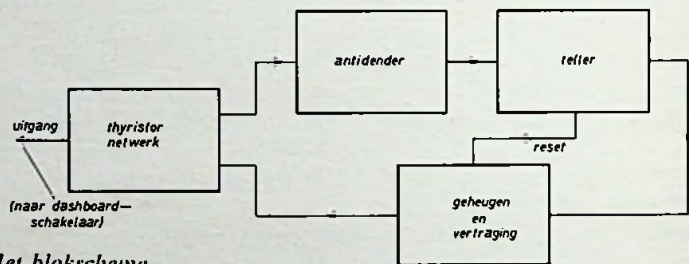 antidender
teller
uitgang
thyristor
netwerk
reset
(naar dashboard—
schakelaar)
geheugen
en
vertraging
Het blokschema